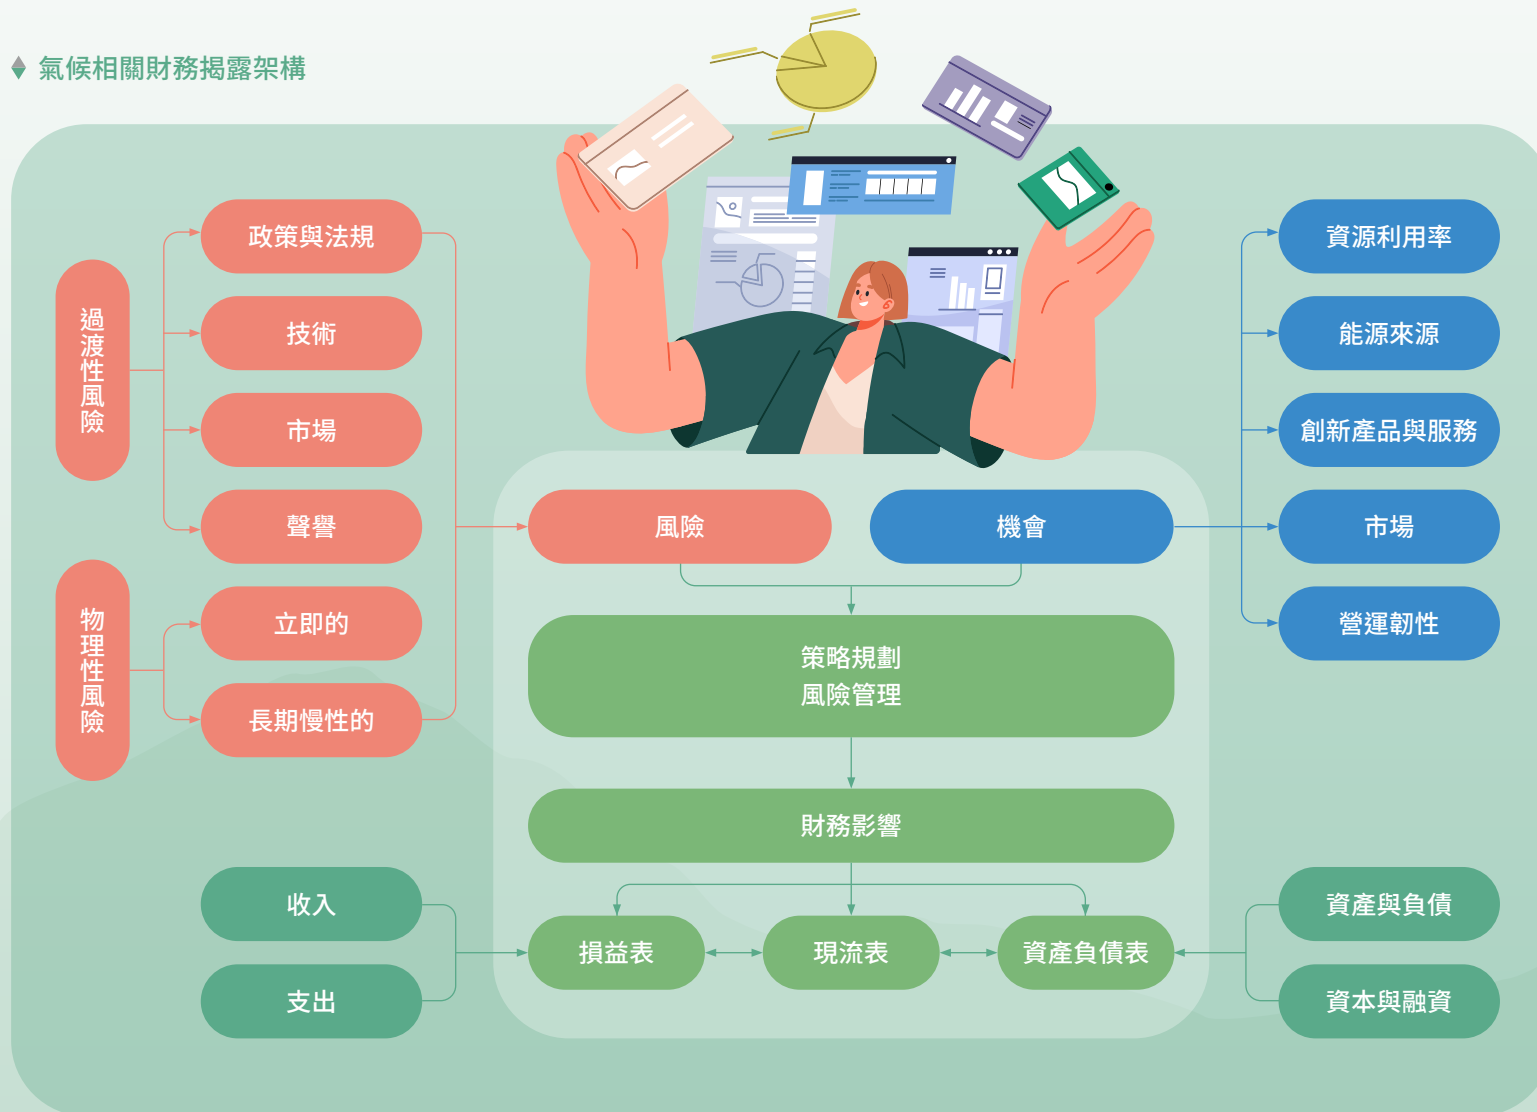 氣候相關財務揭露架構
過渡性風險
政策與法規
技術
市場
聲譽
物理性風險
立即的
長期慢性的
風險
機會
資源利用率
能源來源
創新產品與服務
市場
營運韌性
策略規劃
風險管理
財務影響
收入
支出
損益表
現流表
資產負債表
資產與負債
資本與融資